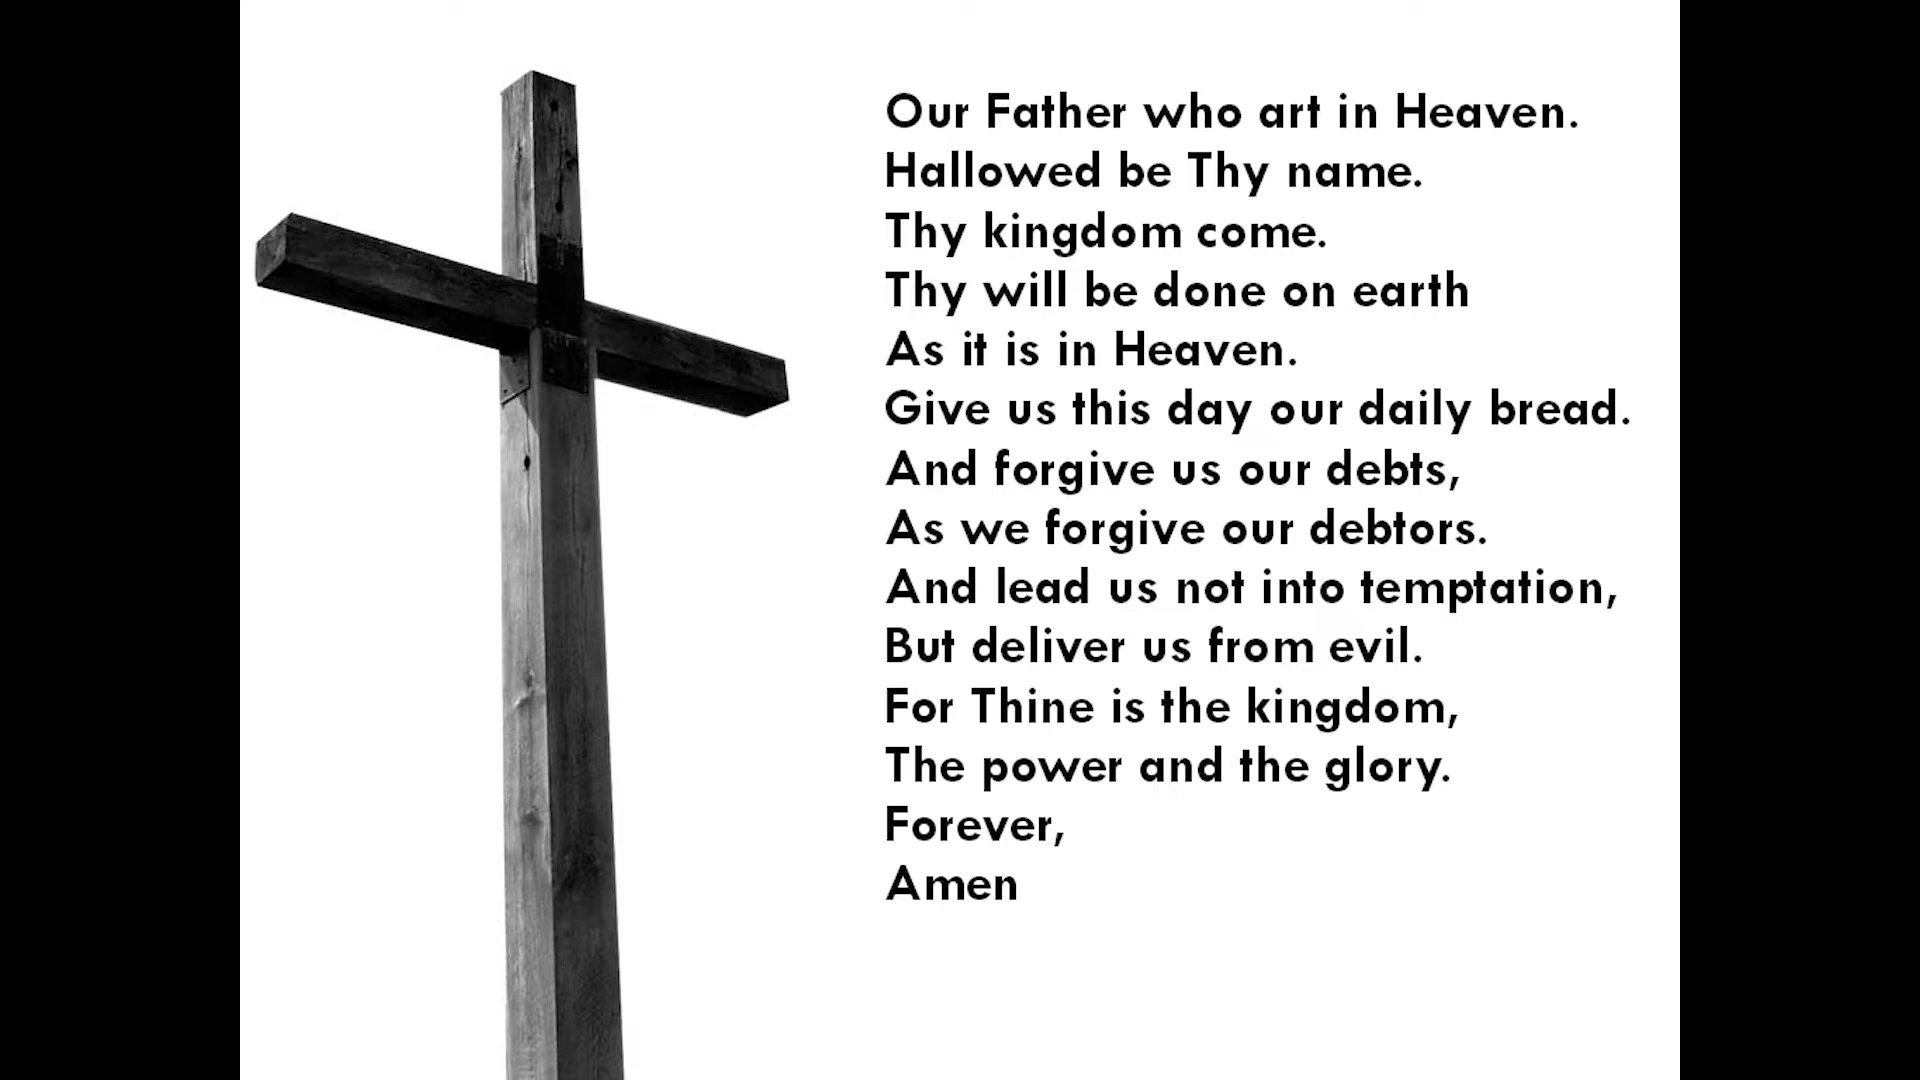 Our Father who art in Heaven.
Hallowed be Thy name.
Thy kingdom come.
Thy will be done on earth
As it is in Heaven.
Give us this day our daily bread.
And forgive us our debts,
As we forgive our debtors.
And lead us not into temptation,
But deliver us from evil.
For Thine is the kingdom,
The power and the glory.
Forever,
Amen